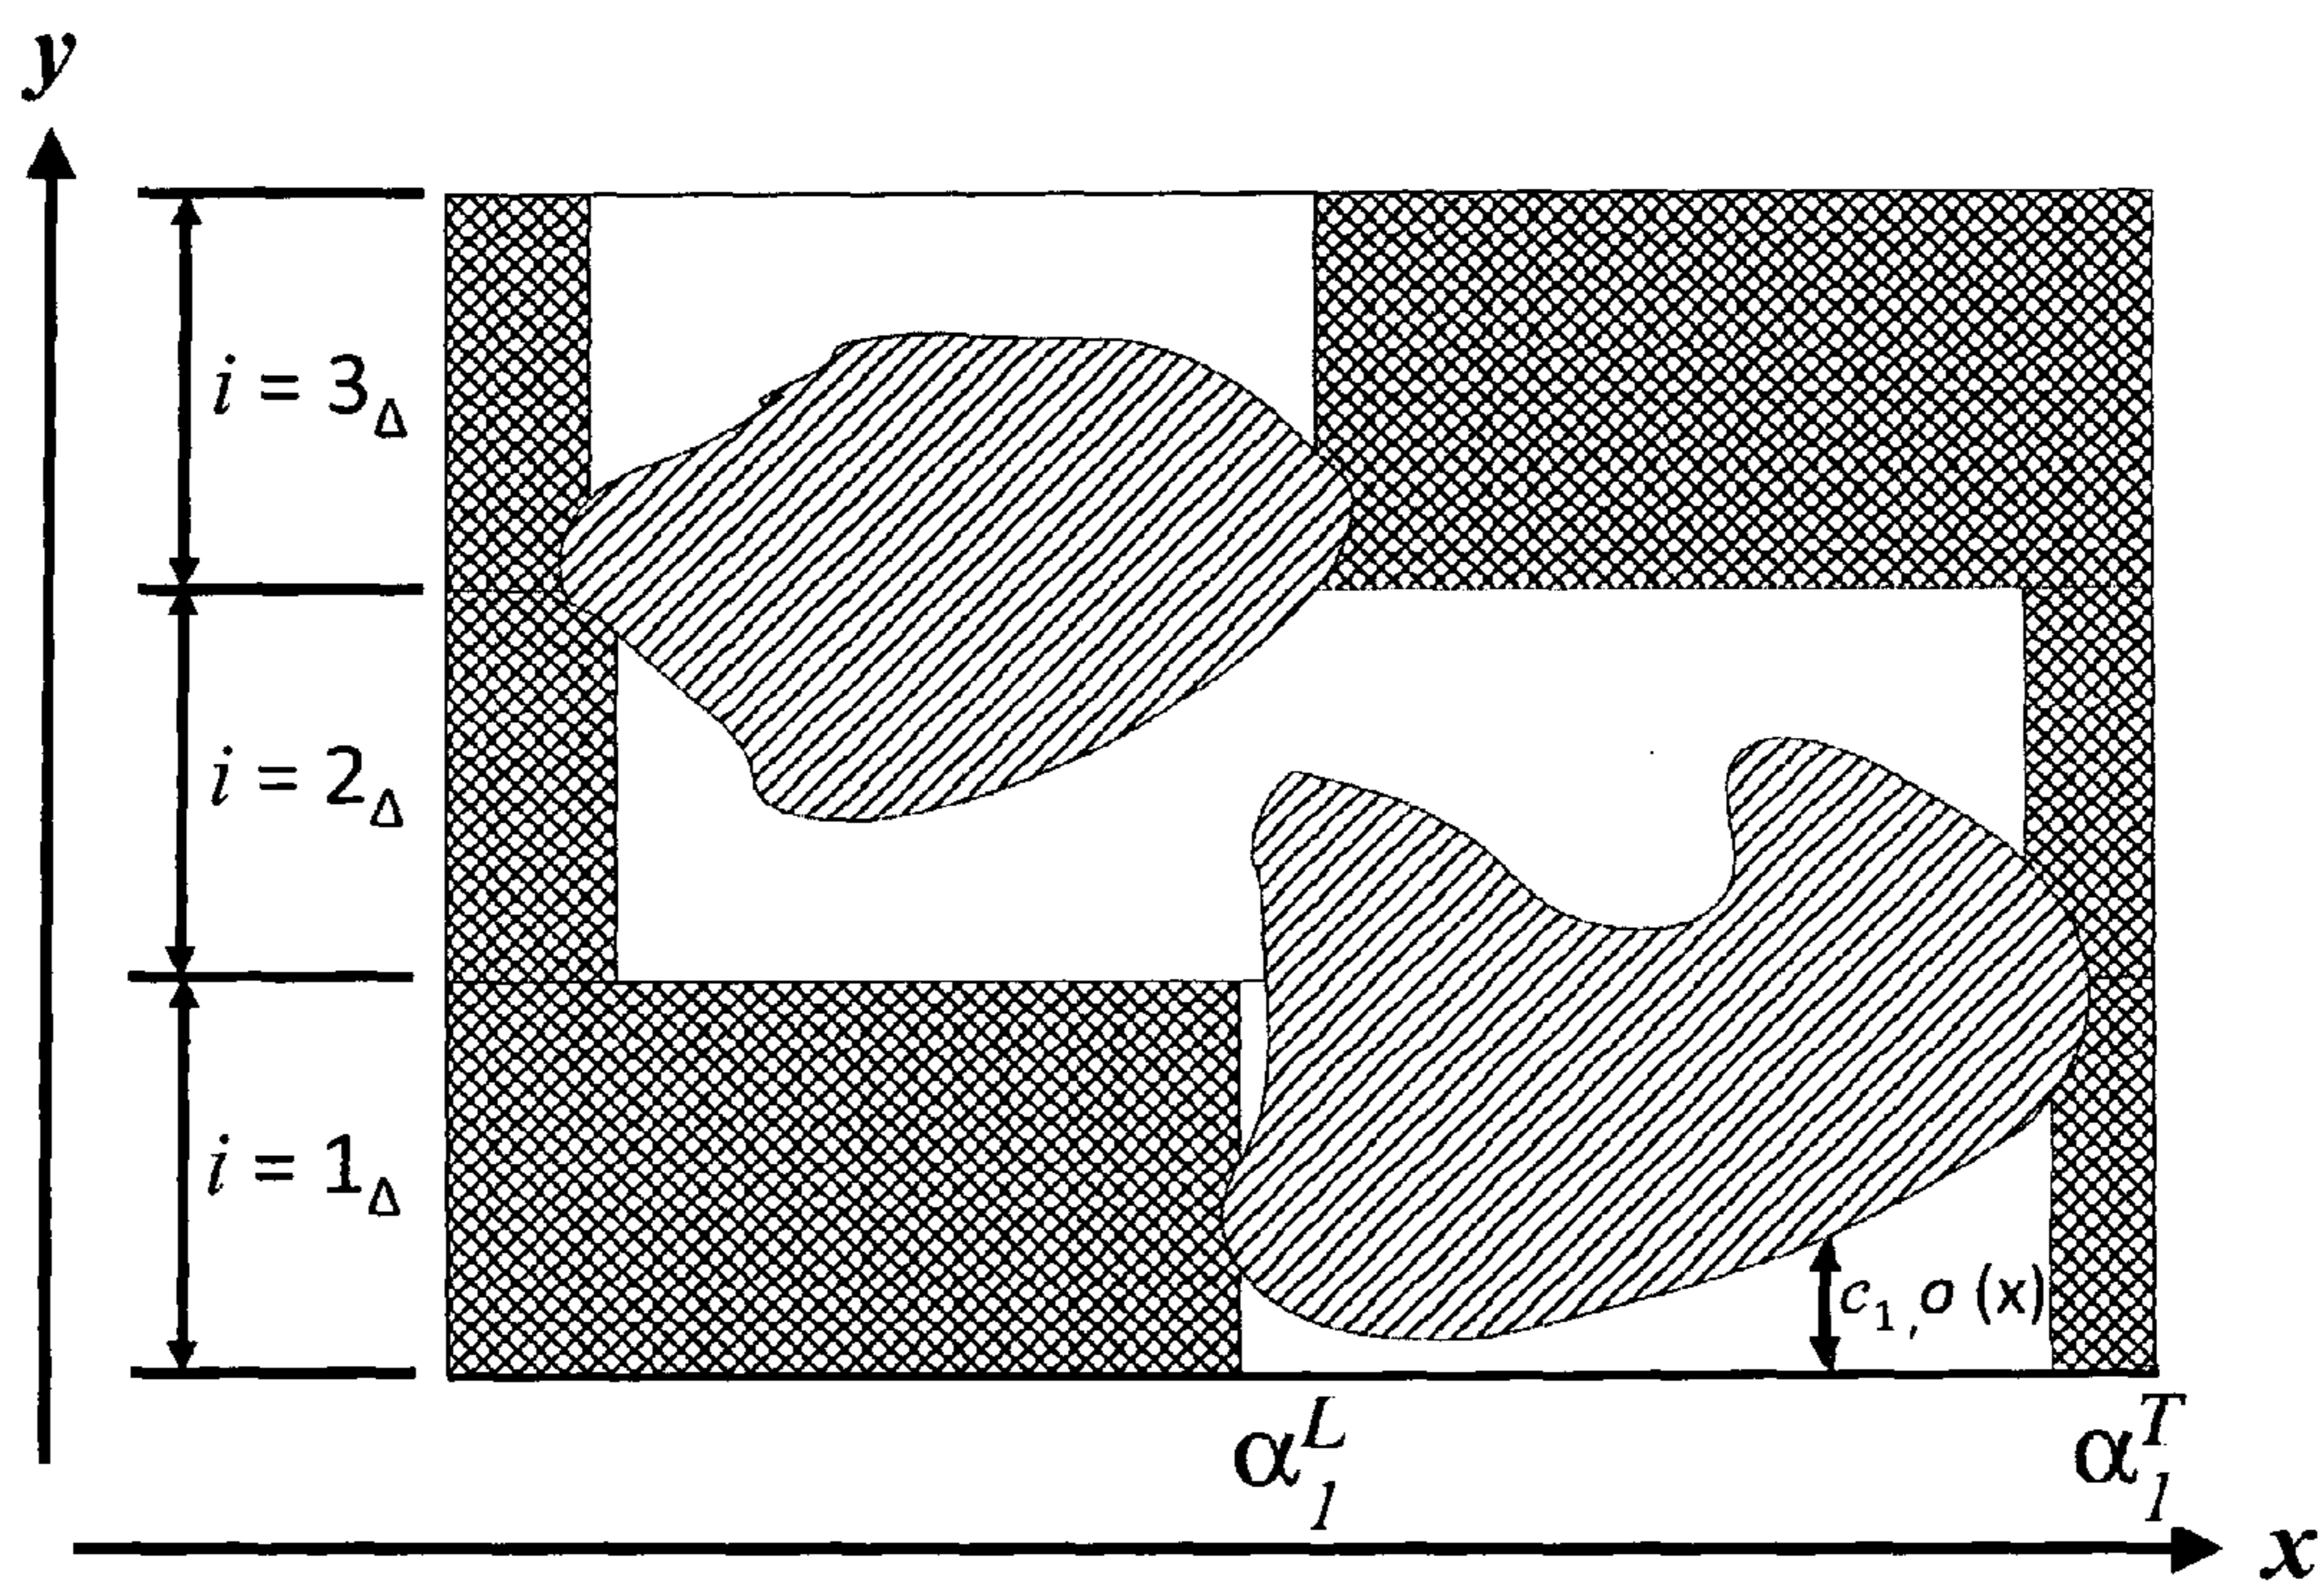 y
i = 3Δ
i = 2Δ
i = 1Δ
c1,σ (x)
α1L
α1T
x